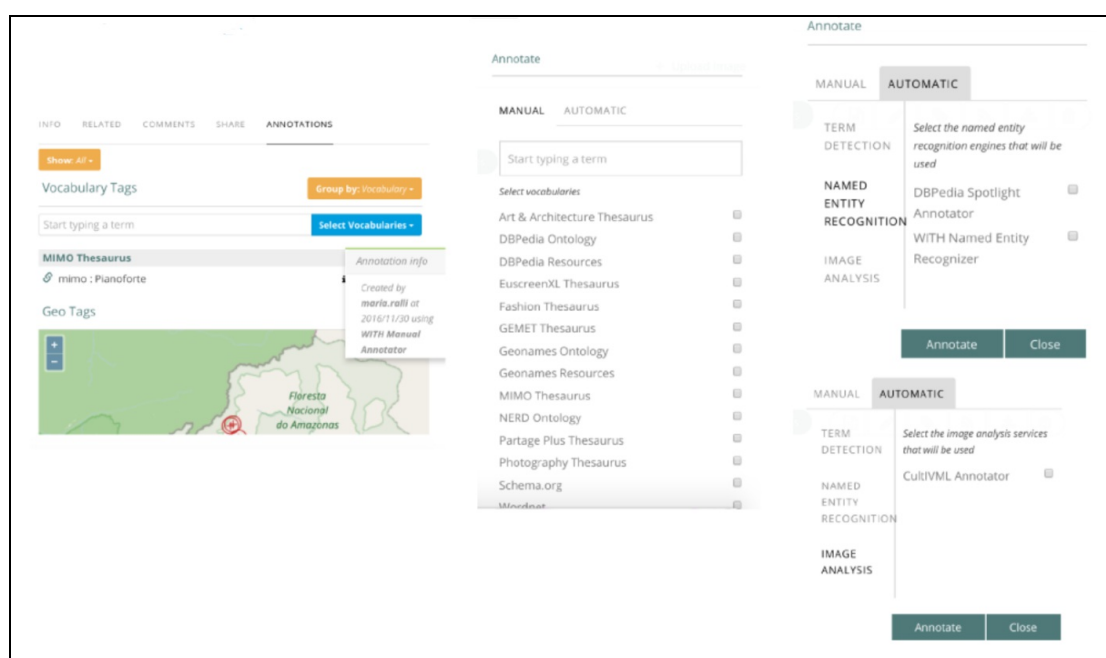 INFO RELATED COMMENTS SHARE ANNOTATIONS
Show: All
Vocabulary Tags
Group by: Vocabulary
Start typing a term
Select Vocabularies
MIMO Thesaurus
mimo : Pianoforte
Annotation info
Created by
maria.ralli at
2016/11/30 using
WITH Manual
Annotator
Geo Tags
+
−
Floresta
Nacional
do Amazonas
Annotate
MANUAL AUTOMATIC
Start typing a term
Select vocabularies
Art & Architecture Thesaurus
DBPedia Ontology
DBPedia Resources
EuscreenXL Thesaurus
Fashion Thesaurus
GEMET Thesaurus
Geonames Ontology
Geonames Resources
MIMO Thesaurus
NERD Ontology
Partage Plus Thesaurus
Photography Thesaurus
Schema.org
Wordnet
Annotate
MANUAL AUTOMATIC
TERM
DETECTION
NAMED
ENTITY
RECOGNITION
IMAGE
ANALYSIS
Select the named entity
recognition engines that will be
used
DBPedia Spotlight
Annotator
WITH Named Entity
Recognizer
Annotate Close
MANUAL AUTOMATIC
TERM
DETECTION
NAMED
ENTITY
RECOGNITION
IMAGE
ANALYSIS
Select the image analysis services
that will be used
CultIVML Annotator
Annotate Close